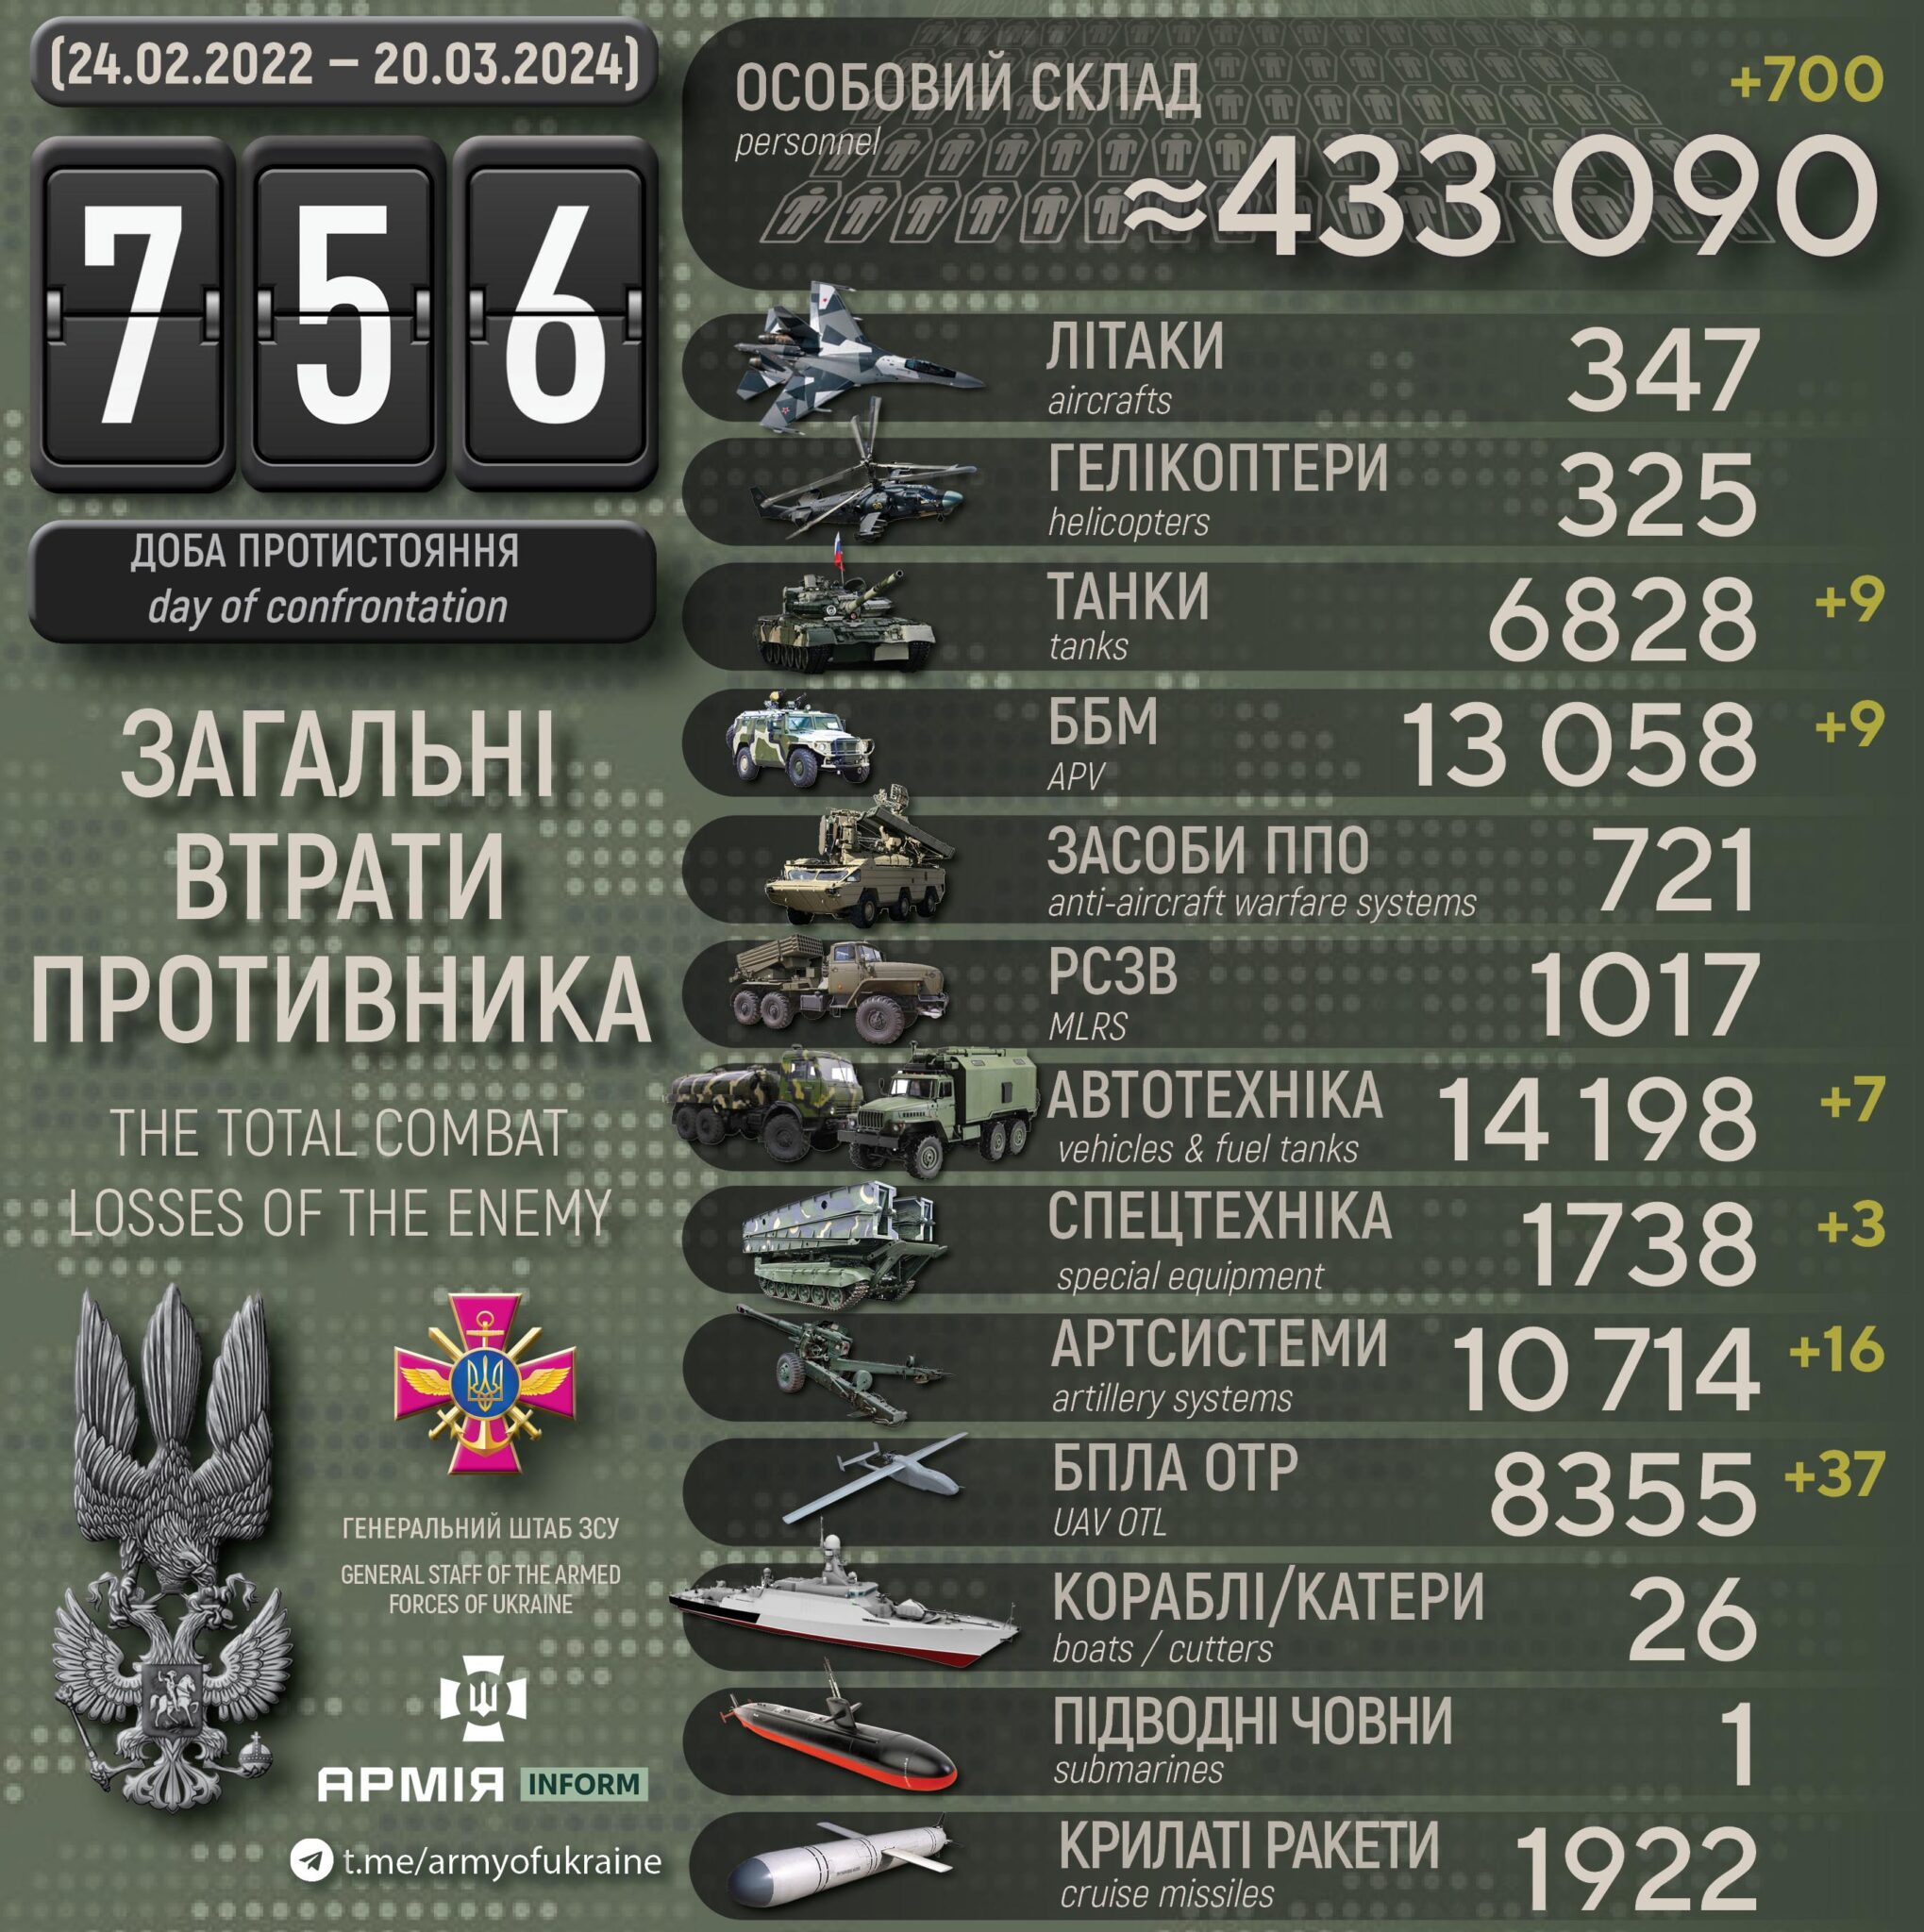 (24.02.2022 – 20.03.2024)
756
ДОБА ПРОТИСТОЯННЯ
day of confrontation
ЗАГАЛЬНІ
ВТРАТИ
ПРОТИВНИКА
THE TOTAL COMBAT
LOSSES OF THE ENEMY
ГЕНЕРАЛЬНИЙ ШТАБ ЗСУ
GENERAL STAFF OF THE ARMED
FORCES OF UKRAINE
АРМІЯ INFORM
t.me/armyofukraine
ОСОБОВИЙ СКЛАД +700
personnel
≈433 090
ЛІТАКИ 347
aircrafts
ГЕЛІКОПТЕРИ 325
helicopters
ТАНКИ 6828 +9
tanks
ББМ 13 058 +9
APV
ЗАСОБИ ППО 721
anti-aircraft warfare systems
РСЗВ 1017
MLRS
АВТОТЕХНІКА 14 198 +7
vehicles & fuel tanks
СПЕЦТЕХНІКА 1738 +3
special equipment
АРТСИСТЕМИ 10 714 +16
artillery systems
БПЛА ОТР 8355 +37
UAV OTL
КОРАБЛІ/КАТЕРИ 26
boats / cutters
ПІДВОДНІ ЧОВНИ 1
submarines
КРИЛАТІ РАКЕТИ 1922
cruise missiles